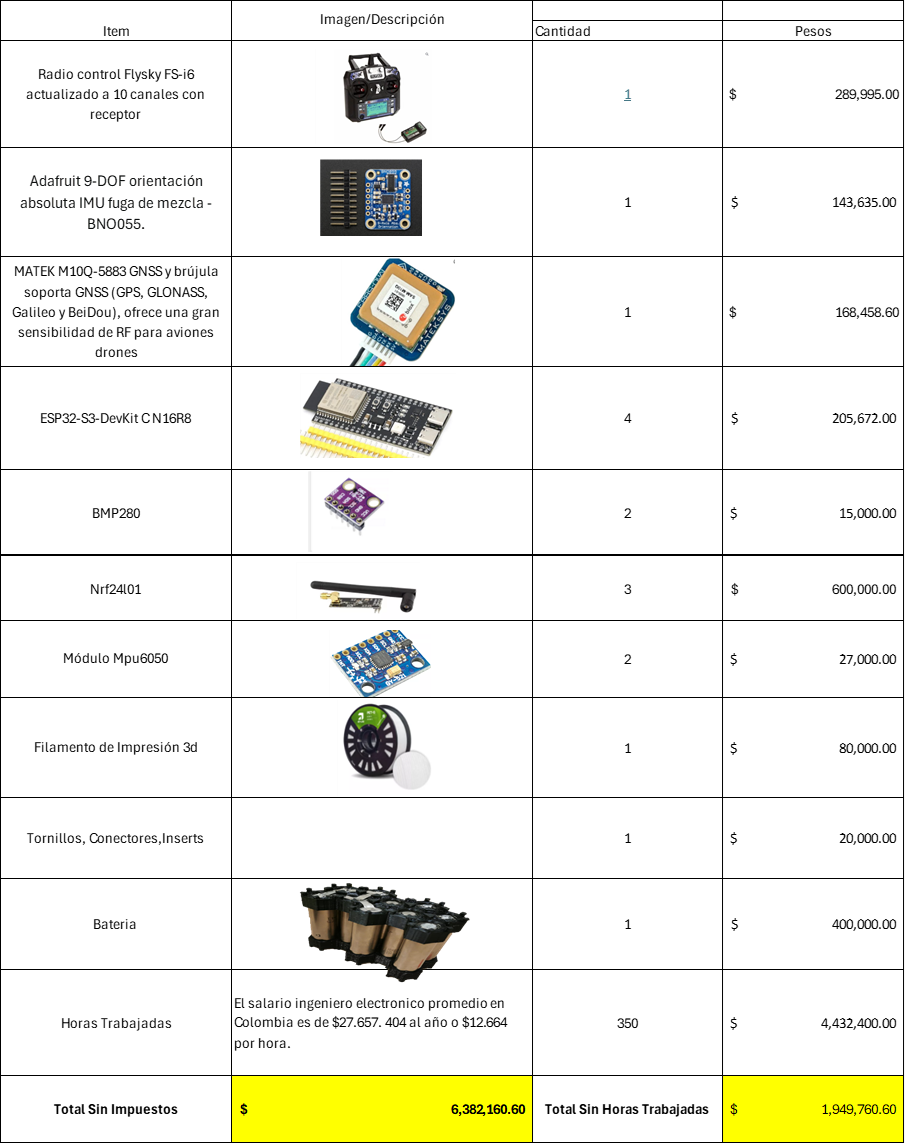 Item
Imagen/Descripción
Cantidad
Pesos
Radio control Flysky FS-i6
actualizado a 10 canales con
receptor
1
$ 289,995.00
Adafruit 9-DOF orientación
absoluta IMU fuga de mezcla -
BNO055.
1
$ 143,635.00
MATEK M10Q-5883 GNSS y brújula
soporta GNSS (GPS, GLONASS,
Galileo y BeiDou), ofrece una gran
sensibilidad de RF para aviones
drones
MATEKSYS
1
$ 168,458.60
ESP32-S3-DevKit C N16R8
4
$ 205,672.00
BMP280
2
$ 15,000.00
Nrf24l01
3
$ 600,000.00
Módulo Mpu6050
2
$ 27,000.00
Filamento de Impresión 3d
1
$ 80,000.00
Tornillos, Conectores,Inserts
1
$ 20,000.00
Bateria
1
$ 400,000.00
Horas Trabajadas
El salario ingeniero electronico promedio en
Colombia es de $27.657. 404 al año o $12.664
por hora.
350
$ 4,432,400.00
Total Sin Impuestos
$ 6,382,160.60
Total Sin Horas Trabajadas
$ 1,949,760.60